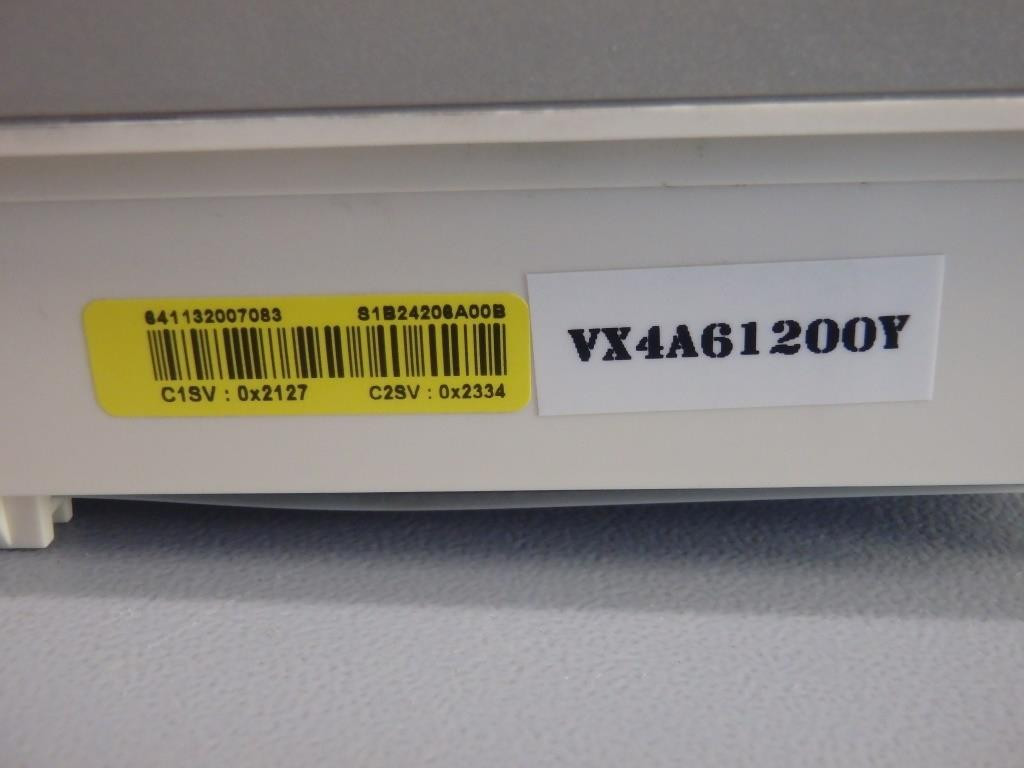 641132007083 S1B24206A00B
C1SV : 0x2127 C2SV : 0x2334
VX4A61200Y